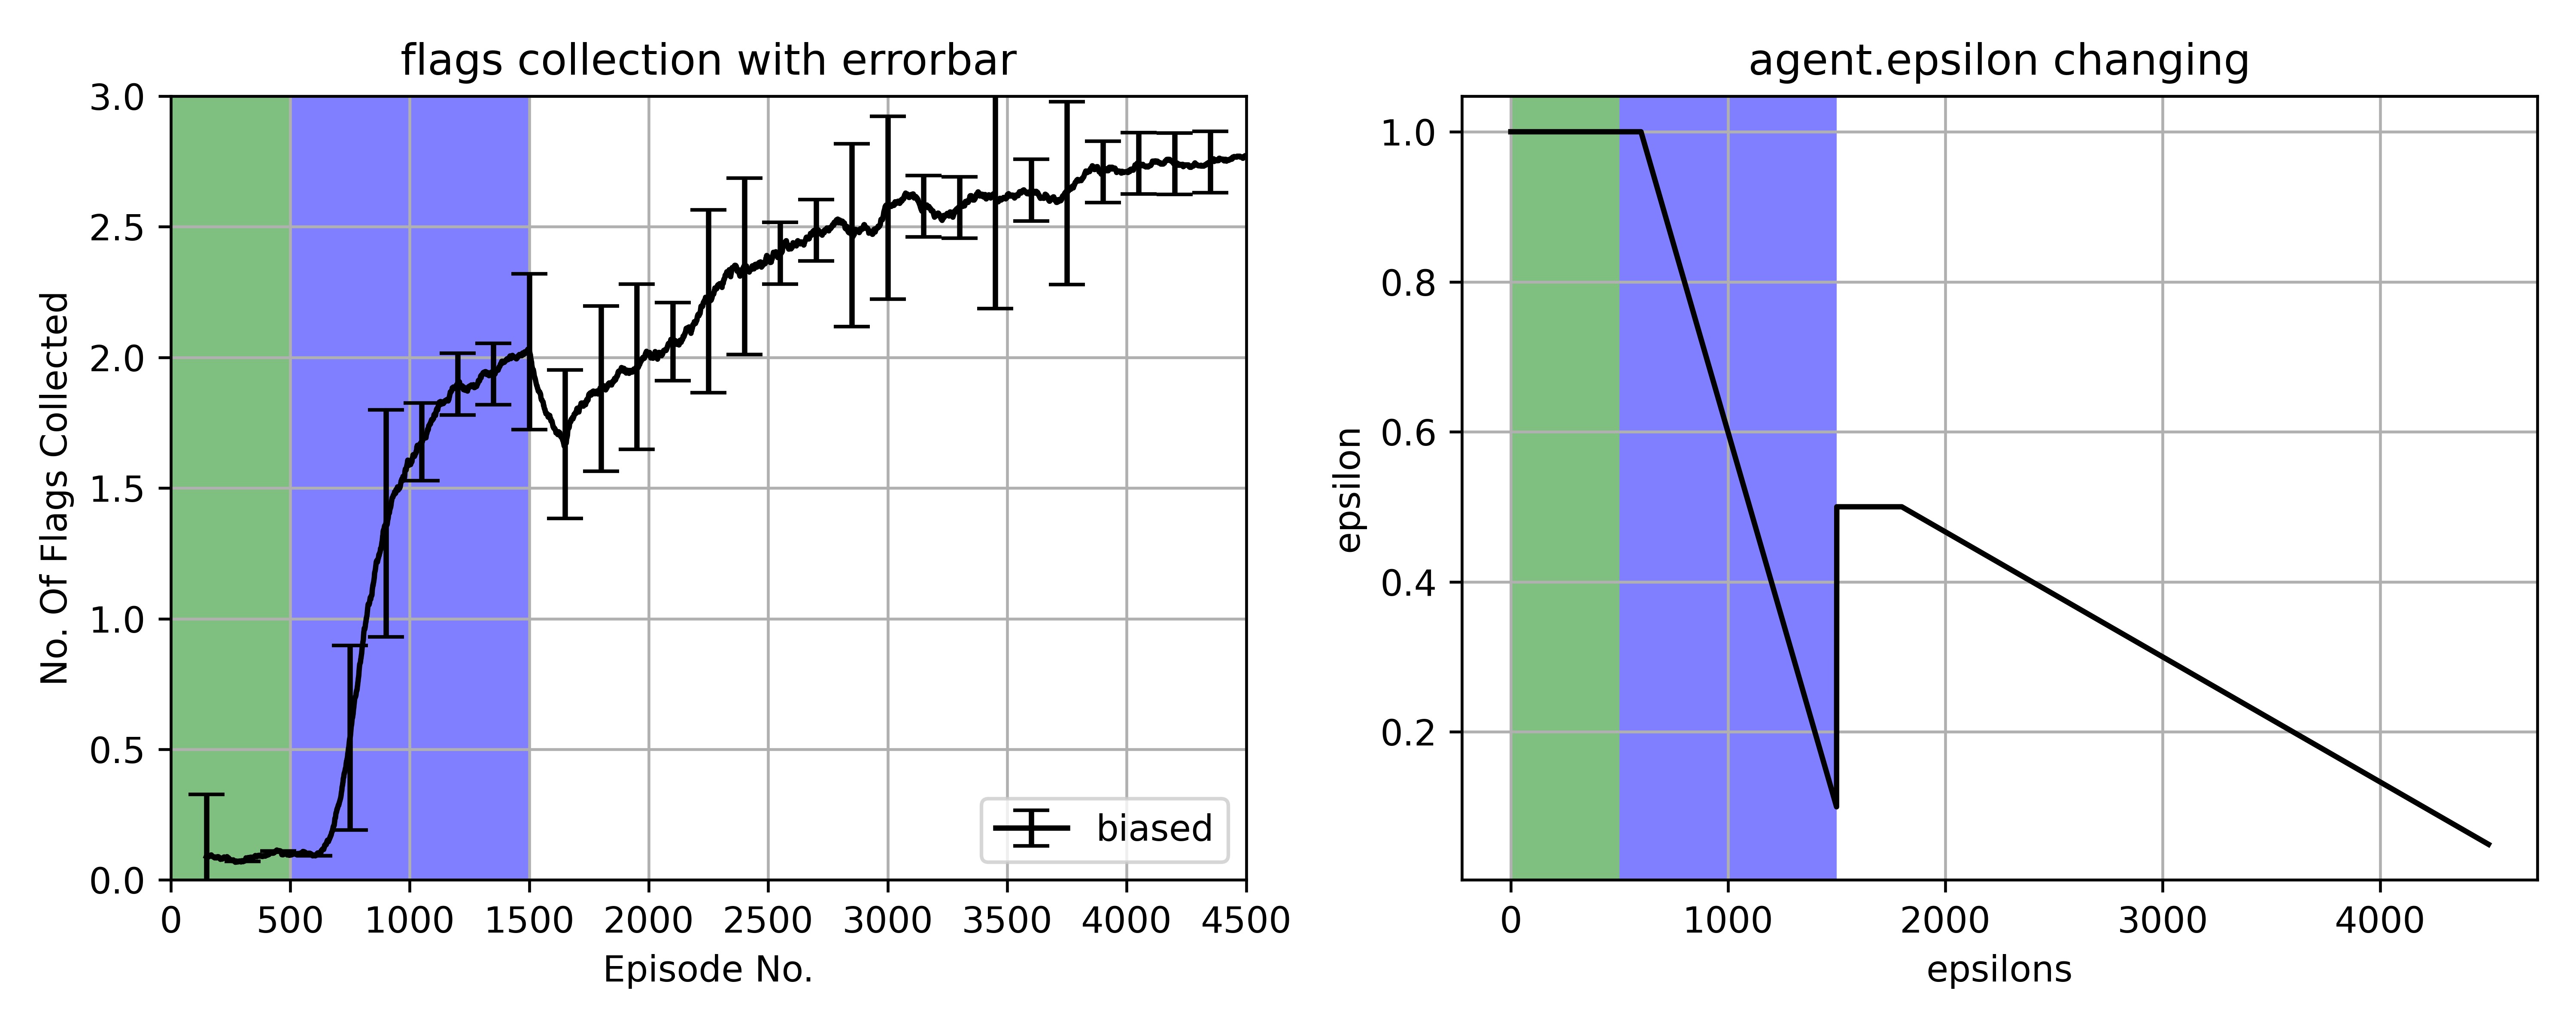 flags collection with errorbar
3.0
2.5
2.0
1.5
1.0
0.5
0.0
No. Of Flags Collected
0 500 1000 1500 2000 2500 3000 3500 4000 4500
Episode No.
biased
agent.epsilon changing
1.0
0.8
0.6
0.4
0.2
epsilon
0 1000 2000 3000 4000
epsilons